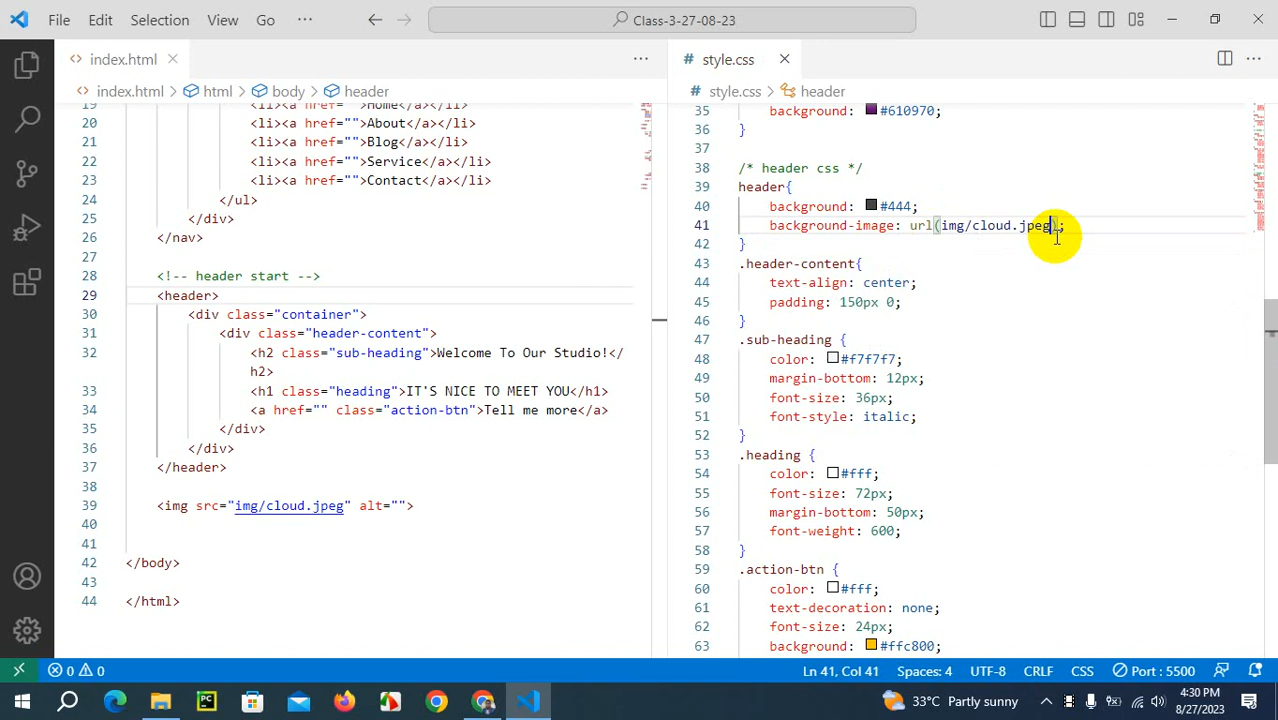 File Edit Selection View Go ··· Class-3-27-08-23
index.html
index.html > html > body > header
19 <li><a href="">Home</a></li>
20 <li><a href="">About</a></li>
21 <li><a href="">Blog</a></li>
22 <li><a href="">Service</a></li>
23 <li><a href="">Contact</a></li>
24 </ul>
25 </div>
26 </nav>
27
28 <!-- header start -->
29 <header>
30 <div class="container">
31 <div class="header-content">
32 <h2 class="sub-heading">Welcome To Our Studio!</
h2>
33 <h1 class="heading">IT'S NICE TO MEET YOU</h1>
34 <a href="" class="action-btn">Tell me more</a>
35 </div>
36 </div>
37 </header>
38
39 <img src="img/cloud.jpeg" alt="">
40
41
42 </body>
43
44 </html>
style.css
style.css > header
35 background: #610970;
36 }
37
38 /* header css */
39 header{
40 background: #444;
41 background-image: url(img/cloud.jpeg);
42 }
43 .header-content{
44 text-align: center;
45 padding: 150px 0;
46 }
47 .sub-heading {
48 color: #f7f7f7;
49 margin-bottom: 12px;
50 font-size: 36px;
51 font-style: italic;
52 }
53 .heading {
54 color: #fff;
55 font-size: 72px;
56 margin-bottom: 50px;
57 font-weight: 600;
58 }
59 .action-btn {
60 color: #fff;
61 text-decoration: none;
62 font-size: 24px;
63 background: #ffc800;
0 0 Ln 41, Col 41 Spaces: 4 UTF-8 CRLF CSS Port : 5500
PC 33°C Partly sunny 4:30 PM
8/27/2023